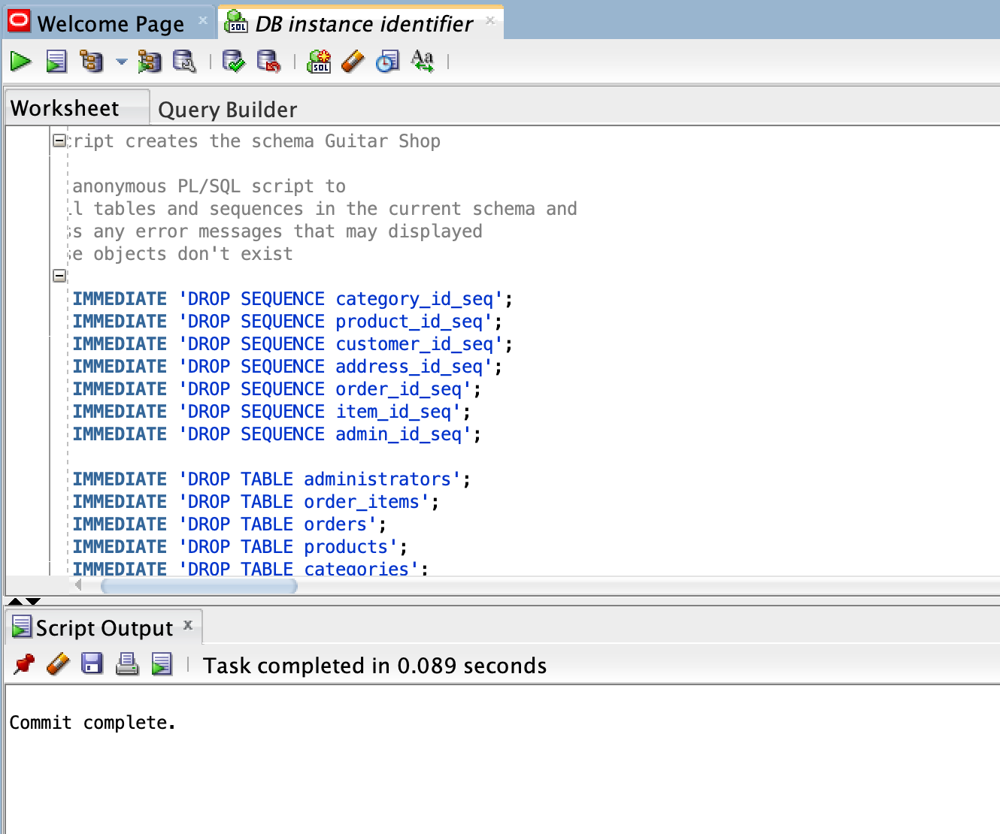 Welcome Page
DB instance identifier
Worksheet
Query Builder
ript creates the schema Guitar Shop
anonymous PL/SQL script to
l tables and sequences in the current schema and
s any error messages that may displayed
e objects don't exist
IMMEDIATE 'DROP SEQUENCE category_id_seq';
IMMEDIATE 'DROP SEQUENCE product_id_seq';
IMMEDIATE 'DROP SEQUENCE customer_id_seq';
IMMEDIATE 'DROP SEQUENCE address_id_seq';
IMMEDIATE 'DROP SEQUENCE order_id_seq';
IMMEDIATE 'DROP SEQUENCE item_id_seq';
IMMEDIATE 'DROP SEQUENCE admin_id_seq';
IMMEDIATE 'DROP TABLE administrators';
IMMEDIATE 'DROP TABLE order_items';
IMMEDIATE 'DROP TABLE orders';
IMMEDIATE 'DROP TABLE products';
IMMEDIATE 'DROP TABLE categories';
Script Output
Task completed in 0.089 seconds
Commit complete.